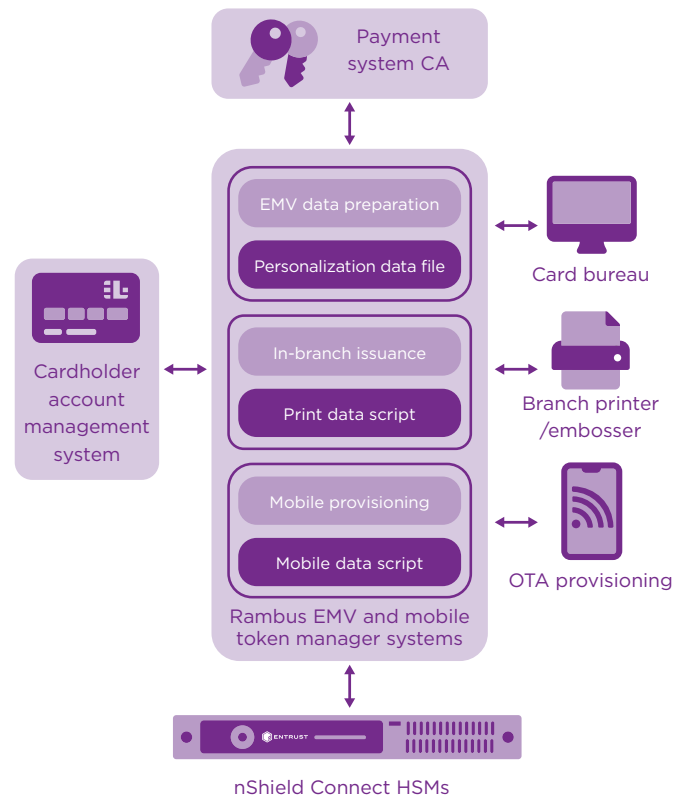 Payment
system CA
EMV data preparation
Personalization data file
Card bureau
Cardholder
account
management
system
In-branch issuance
Print data script
Branch printer
/embosser
Mobile provisioning
Mobile data script
OTA provisioning
Rambus EMV and mobile
token manager systems
ENTRUST
nShield Connect HSMs